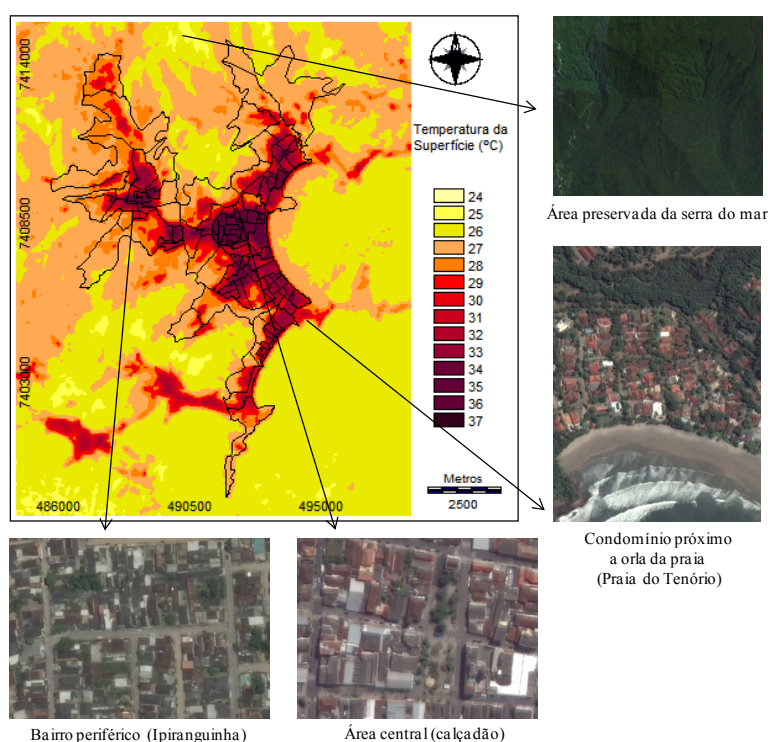 7414000
7408500
7403000
486000
490500
495000
Temperatura da
Superfície (ºC)
24
25
26
27
28
29
30
31
32
33
34
35
36
37
Metros
2500
Área preservada da serra do mar
Condomínio próximo
a orla da praia
(Praia do Tenório)
Bairro periférico (Ipiranguinha)
Área central (calçadão)